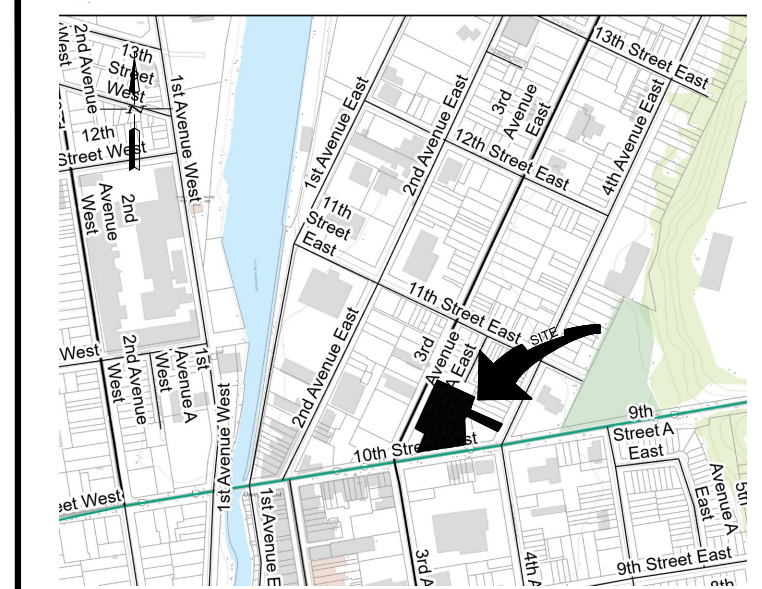 2nd Avenue
West
13th
Street
West
N
1st Avenue West
12th
Street West
2nd
Avenue
West
1st Avenue East
2nd Avenue East
3rd
Avenue
East
13th Street East
4th Avenue East
12th Street East
11th
Street
East
11th Street East
2nd Avenue East
3rd
Avenue
A East
SITE
West
2nd Avenue
West
1st
Avenue A
West
1st Avenue West
10th Stre
9th
Street A
East
Avenue A
East
5th
eet West
1st Avenue E
3rd A
4th A
9th Street East
8th